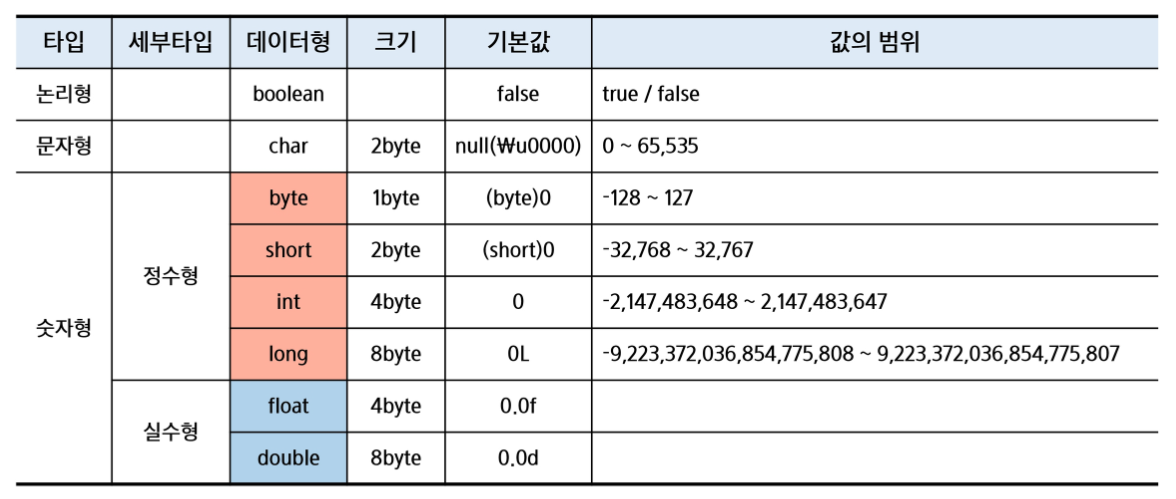 타입 세부타입 데이터형 크기 기본값 값의 범위
논리형 boolean false true / false
문자형 char 2byte null(₩u0000) 0 ~ 65,535
숫자형 정수형 byte 1byte (byte)0 -128 ~ 127
short 2byte (short)0 -32,768 ~ 32,767
int 4byte 0 -2,147,483,648 ~ 2,147,483,647
long 8byte 0L -9,223,372,036,854,775,808 ~ 9,223,372,036,854,775,807
실수형 float 4byte 0.0f
double 8byte 0.0d